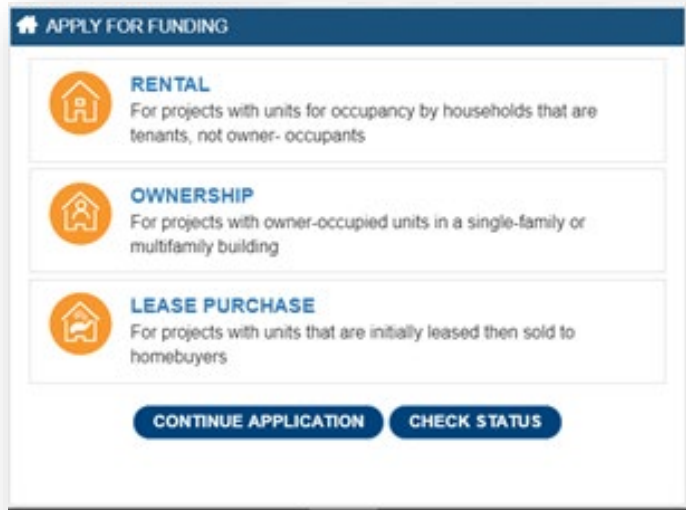 APPLY FOR FUNDING
RENTAL
For projects with units for occupancy by households that are
tenants, not owner- occupants
OWNERSHIP
For projects with owner-occupied units in a single-family or
multifamily building
LEASE PURCHASE
For projects with units that are initially leased then sold to
homebuyers
CONTINUE APPLICATION CHECK STATUS